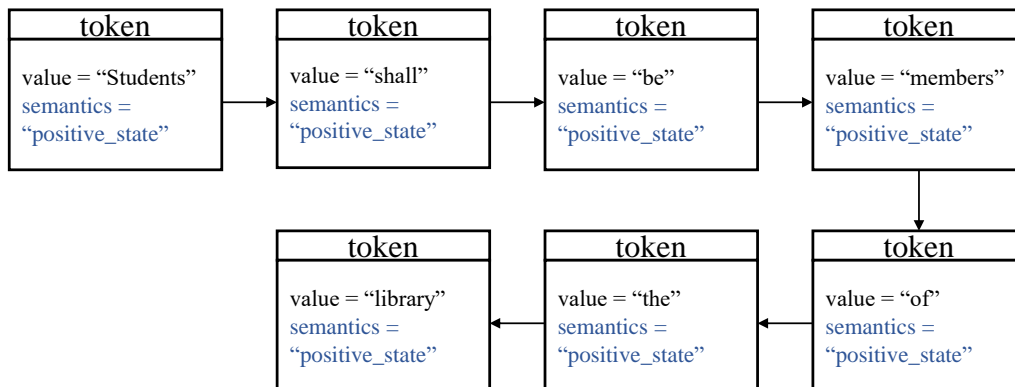 token
value = “Students”
semantics =
“positive_state”
token
value = “shall”
semantics =
“positive_state”
token
value = “be”
semantics =
“positive_state”
token
value = “members”
semantics =
“positive_state”
token
value = “of”
semantics =
“positive_state”
token
value = “the”
semantics =
“positive_state”
token
value = “library”
semantics =
“positive_state”